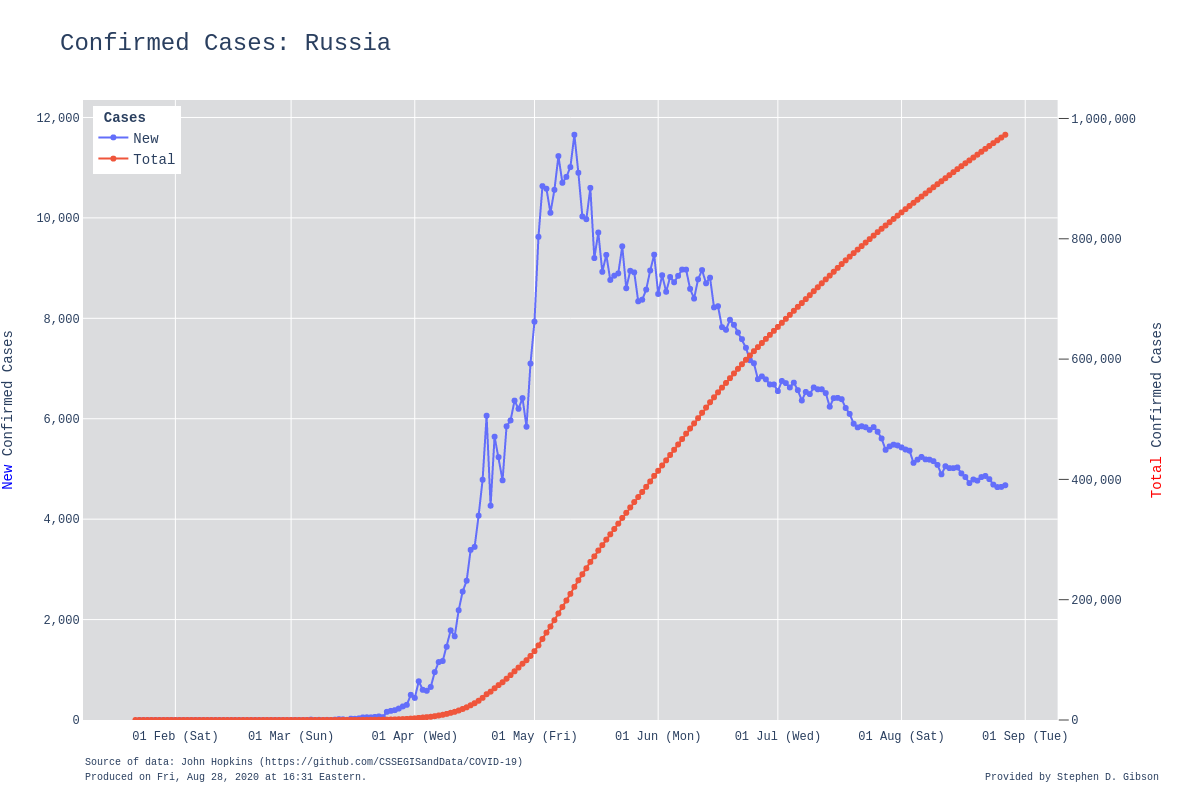 Confirmed Cases: Russia
Cases
New
Total
12,000
10,000
8,000
6,000
4,000
2,000
0
1,000,000
800,000
600,000
400,000
200,000
0
New Confirmed Cases
Total Confirmed Cases
01 Feb (Sat)
01 Mar (Sun)
01 Apr (Wed)
01 May (Fri)
01 Jun (Mon)
01 Jul (Wed)
01 Aug (Sat)
01 Sep (Tue)
Source of data: John Hopkins (https://github.com/CSSEGISandData/COVID-19)
Produced on Fri, Aug 28, 2020 at 16:31 Eastern.
Provided by Stephen D. Gibson